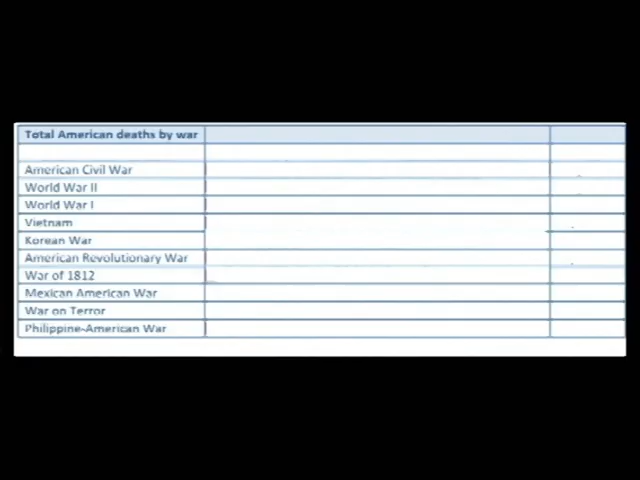 Total American deaths by war
American Civil War
World War II
World War I
Vietnam
Korean War
American Revolutionary War
War of 1812
Mexican American War
War on Terror
Philippine-American War